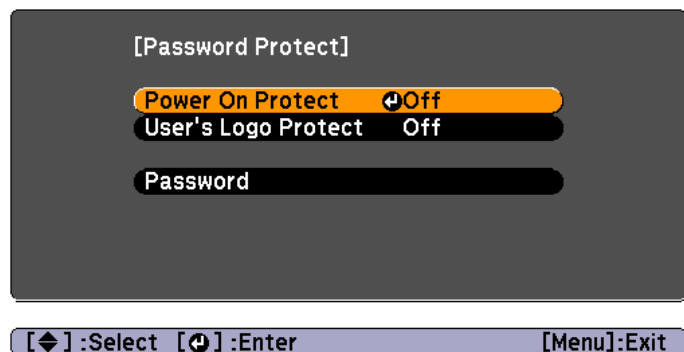 [Password Protect]
Power On Protect Off
User's Logo Protect Off
Password
[◆] :Select [↵] :Enter [Menu]:Exit